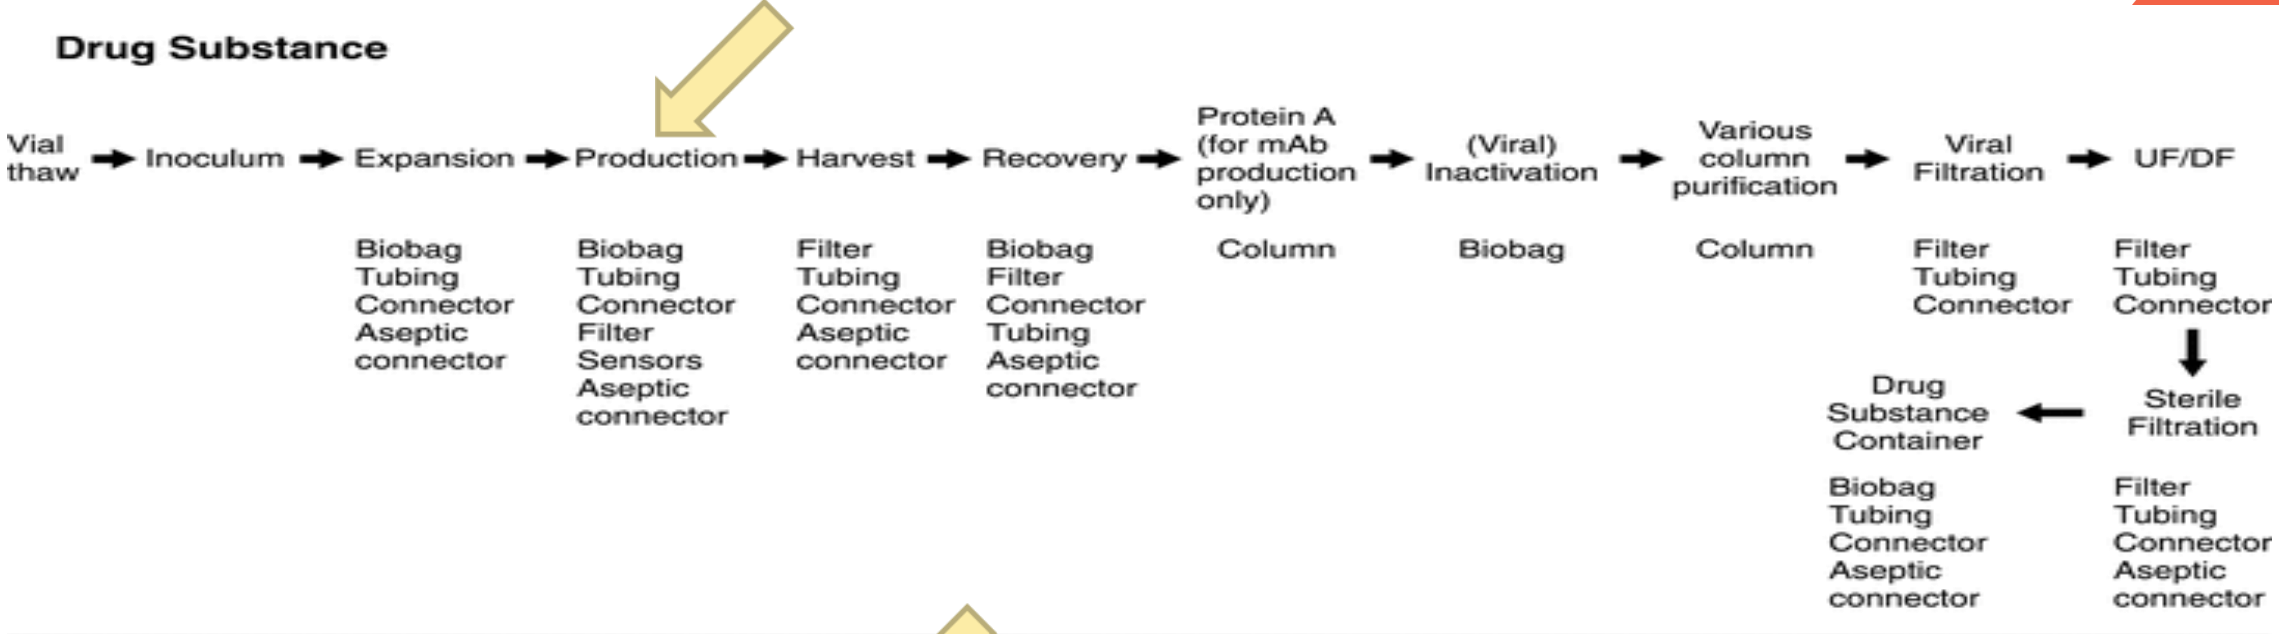 Drug Substance
Vial
thaw
Inoculum
Expansion
Production
Harvest
Recovery
Protein A
(for mAb
production
only)
(Viral)
Inactivation
Various
column
purification
Viral
Filtration
UF/DF
Biobag
Tubing
Connector
Aseptic
connector
Biobag
Tubing
Connector
Filter
Sensors
Aseptic
connector
Filter
Tubing
Connector
Aseptic
connector
Biobag
Filter
Connector
Tubing
Aseptic
connector
Column
Biobag
Column
Filter
Tubing
Connector
Filter
Tubing
Connector
Sterile
Filtration
Filter
Tubing
Connector
Aseptic
connector
Drug
Substance
Container
Biobag
Tubing
Connector
Aseptic
connector